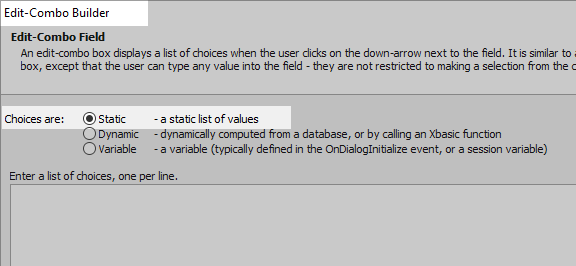 Edit-Combo Builder
Edit-Combo Field
An edit-combo box displays a list of choices when the user clicks on the down-arrow next to the field. It is similar to
box, except that the user can type any value into the field - they are not restricted to making a selection from the
Choices are: Static - a static list of values
Dynamic - dynamically computed from a database, or by calling an Xbasic function
Variable - a variable (typically defined in the OnDialogInitialize event, or a session variable)
Enter a list of choices, one per line.